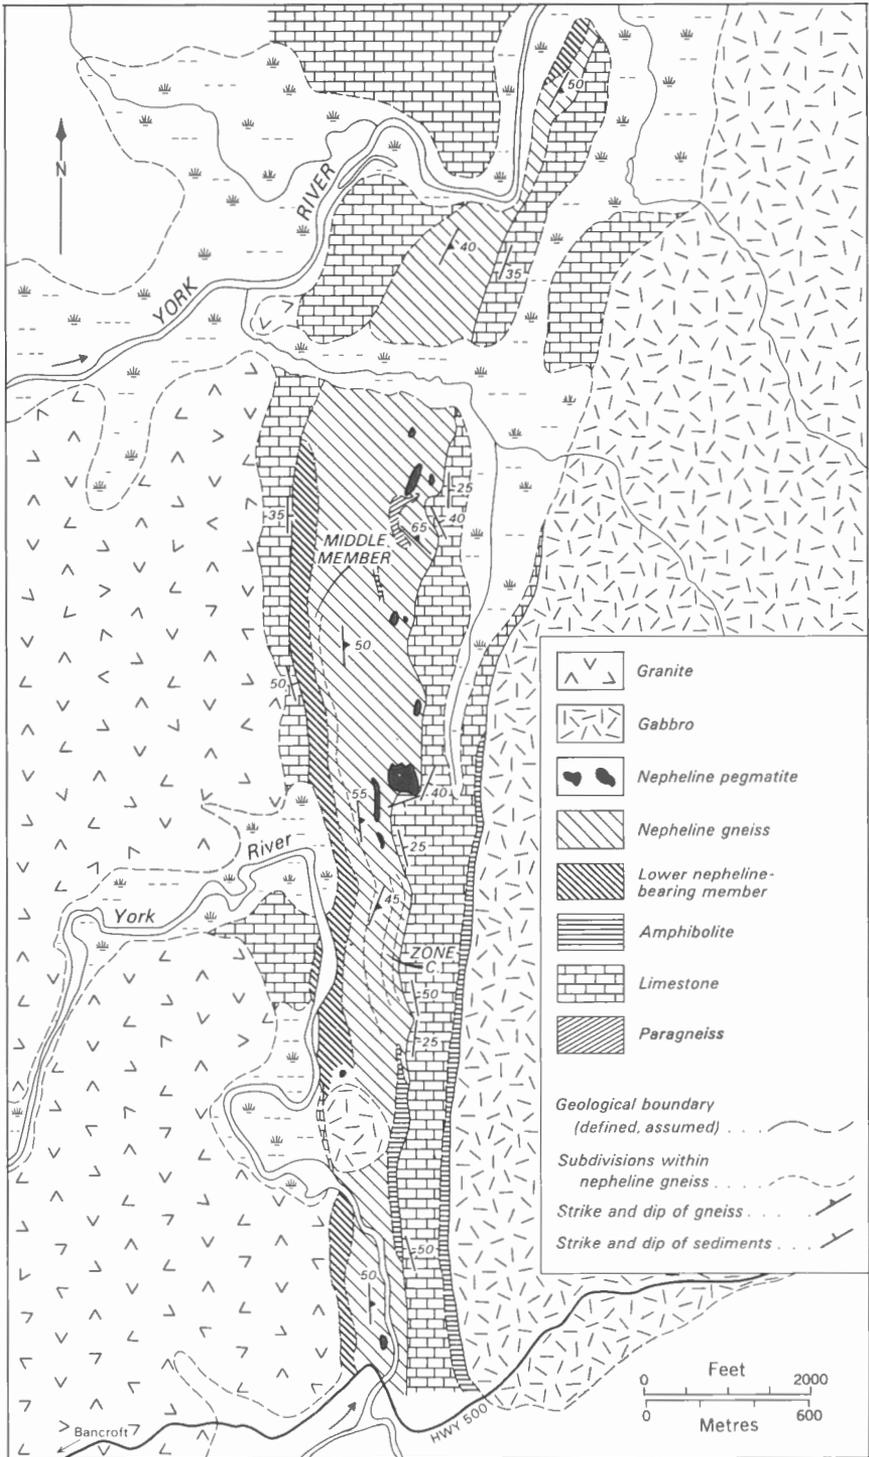 50
N
RIVER
40
35
YORK
25
35
40
65
MIDDLE
MEMBER
50
50
55
40
River
25
45
York
ZONE
C.
50
25
50
50
Bancroft
HWY 500
Granite
Gabbro
Nepheline pegmatite
Nepheline gneiss
Lower nepheline-
bearing member
Amphibolite
Limestone
Paragneiss
Geological boundary
(defined, assumed) . . . .
Subdivisions within
nepheline gneiss . . . .
Strike and dip of gneiss . . . . .
Strike and dip of sediments . . . .
Feet
0 2000
0 600
Metres